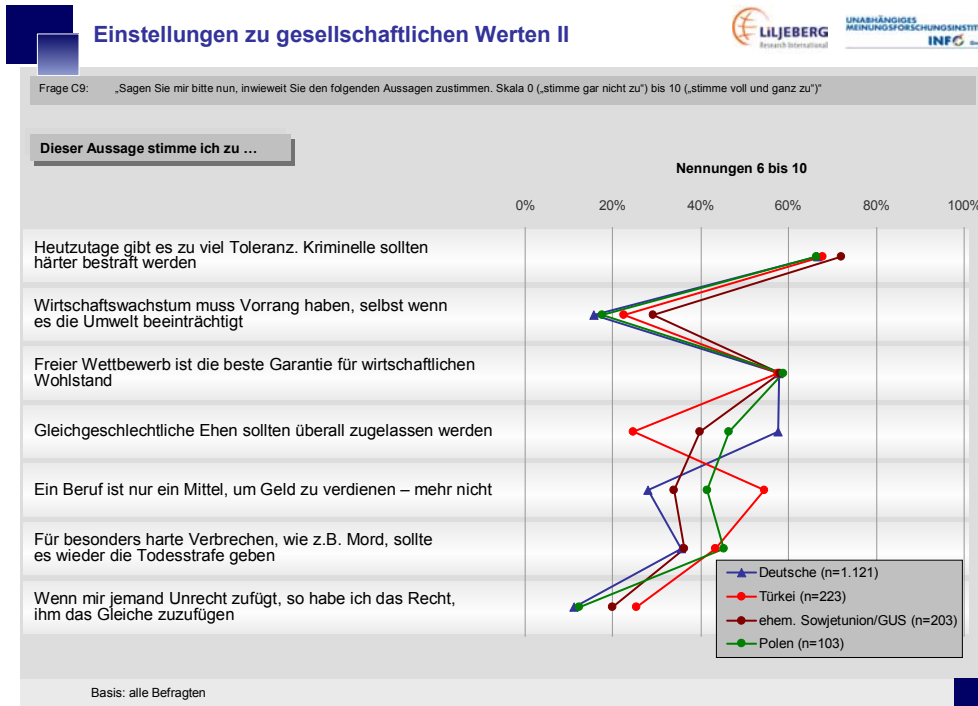 Einstellungen zu gesellschaftlichen Werten II
LILJEBERG
Research International
UNABHÄNGIGES
MEINUNGSFORSCHUNGSINSTIT
INFO
Frage C9: „Sagen Sie mir bitte nun, inwieweit Sie den folgenden Aussagen zustimmen. Skala 0 („stimme gar nicht zu“) bis 10 („stimme voll und ganz zu“)“
Dieser Aussage stimme ich zu …
Nennungen 6 bis 10
0% 20% 40% 60% 80% 100%
Heutzutage gibt es zu viel Toleranz. Kriminelle sollten
härter bestraft werden
Wirtschaftswachstum muss Vorrang haben, selbst wenn
es die Umwelt beeinträchtigt
Freier Wettbewerb ist die beste Garantie für wirtschaftlichen
Wohlstand
Gleichgeschlechtliche Ehen sollten überall zugelassen werden
Ein Beruf ist nur ein Mittel, um Geld zu verdienen – mehr nicht
Für besonders harte Verbrechen, wie z.B. Mord, sollte
es wieder die Todesstrafe geben
Wenn mir jemand Unrecht zufügt, so habe ich das Recht,
ihm das Gleiche zuzufügen
Deutsche (n=1.121)
Türkei (n=223)
ehem. Sowjetunion/GUS (n=203)
Polen (n=103)
Basis: alle Befragten